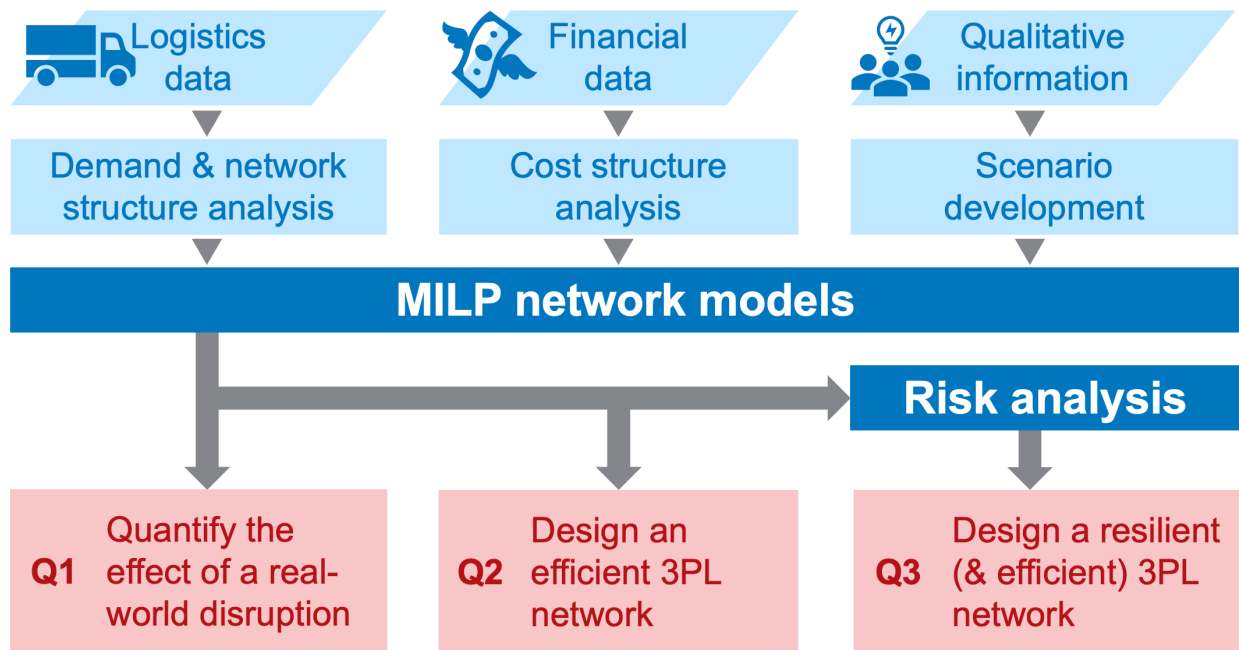 Logistics
data
Financial
data
Qualitative
information
Demand & network
structure analysis
Cost structure
analysis
Scenario
development
MILP network models
Risk analysis
Q1
Quantify the
effect of a real-
world disruption
Q2
Design an
efficient 3PL
network
Q3
Design a resilient
(& efficient) 3PL
network